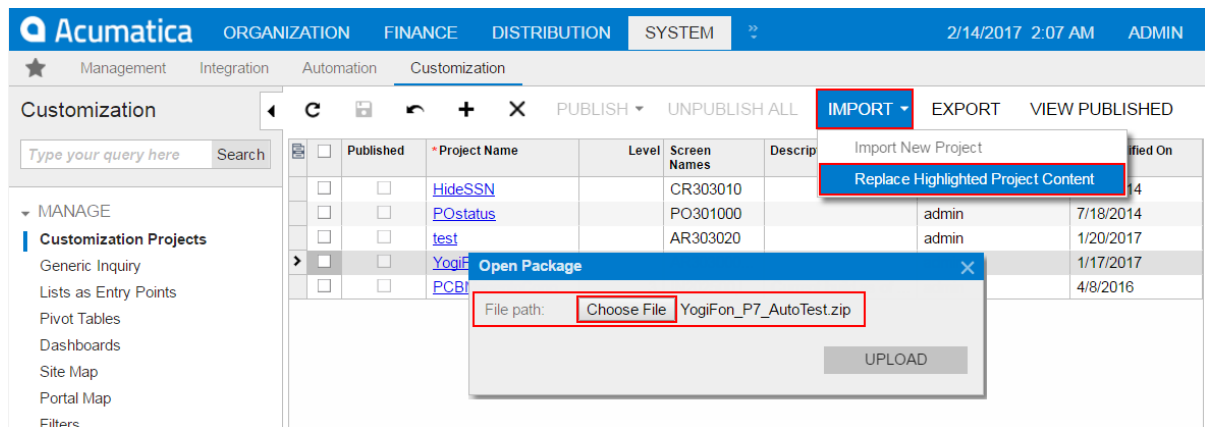 Acumatica ORGANIZATION FINANCE DISTRIBUTION SYSTEM 2/14/2017 2:07 AM ADMIN
Management Integration Automation Customization
Customization PUBLISH UNPUBLISH ALL IMPORT EXPORT VIEW PUBLISHED
Type your query here Search
Published *Project Name Level Screen Names Descrip ified On
Import New Project
Replace Highlighted Project Content
HideSSN CR303010 14
MANAGE
POstatus PO301000 admin 7/18/2014
Customization Projects
test AR303020 admin 1/20/2017
Generic Inquiry
YogiF 1/17/2017
Open Package
Lists as Entry Points
PCBN 4/8/2016
File path: Choose File YogiFon_P7_AutoTest.zip
Pivot Tables
Dashboards
UPLOAD
Site Map
Portal Map
Filters